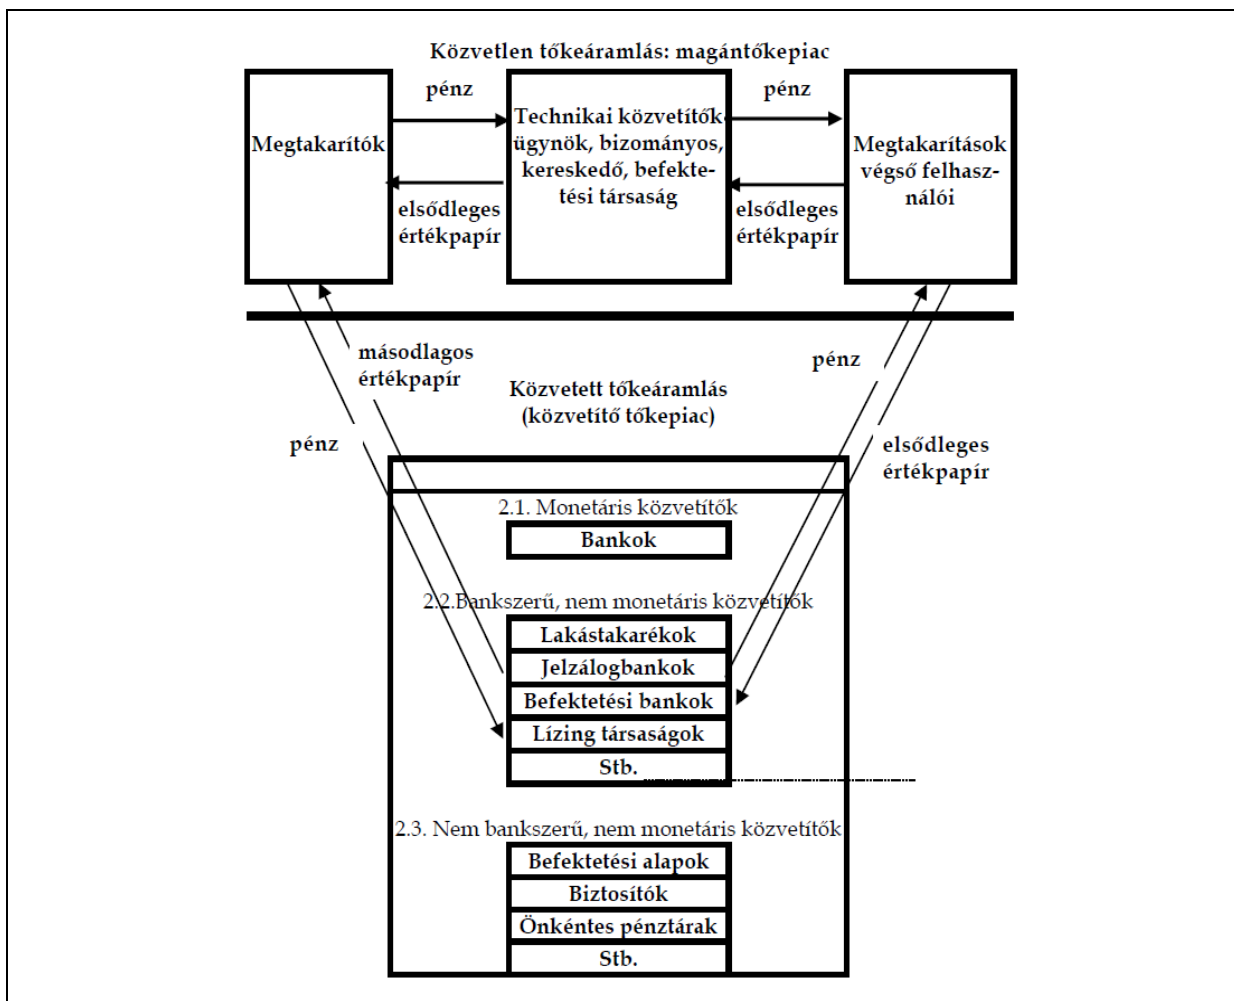 Közvetlen tőkeáramlás: magántőkepiac
pénz
pénz
Megtakarítók
Technikai közvetítők
ügynök, bizományos,
kereskedő, befekte-
tési társaság
Megtakarítások
végső felhasz-
nálói
elsődleges
értékpapír
elsődleges
értékpapír
másodlagos
értékpapír
pénz
Közvetett tőkeáramlás
(közvetítő tőkepiac)
pénz
elsődleges
értékpapír
2.1. Monetáris közvetítők
Bankok
2.2.Bankszerű, nem monetáris közvetítők
Lakástakarékok
Jelzálogbankok
Befektetési bankok
Lízing társaságok
Stb.
2.3. Nem bankszerű, nem monetáris közvetítők
Befektetési alapok
Biztosítók
Önkéntes pénztárak
Stb.